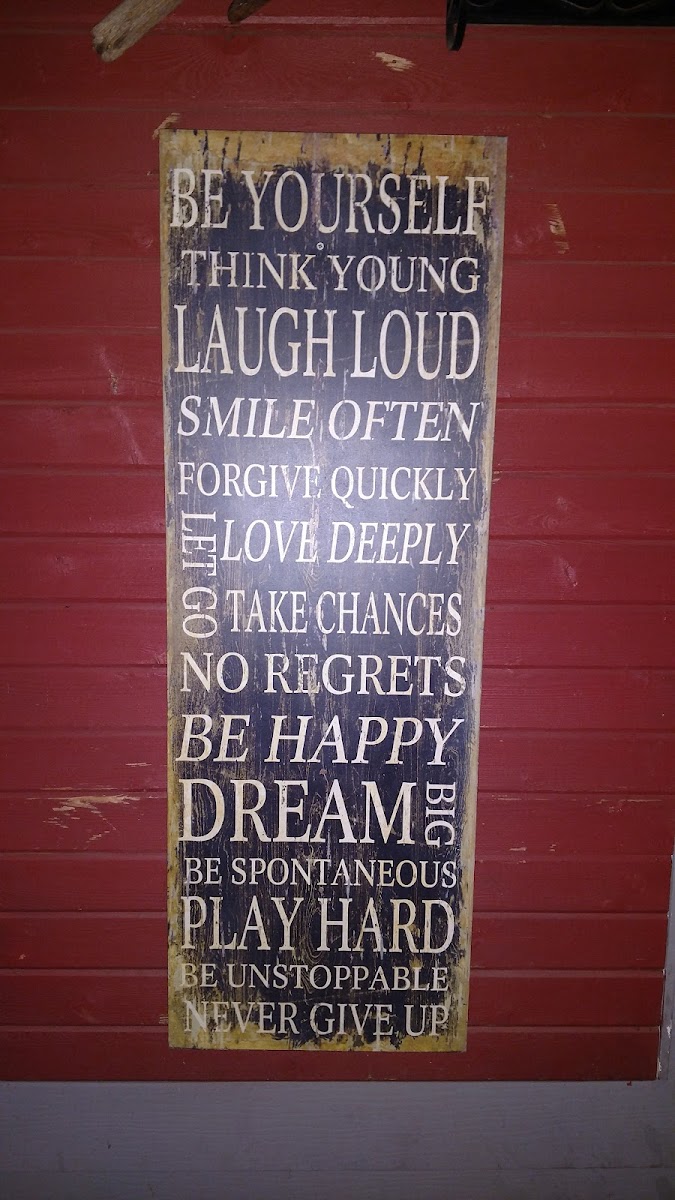 BE YOURSELF
THINK YOUNG
LAUGH LOUD
SMILE OFTEN
FORGIVE QUICKLY
LET GO
LOVE DEEPLY
TAKE CHANCES
NO REGRETS
BE HAPPY
DREAM BIG
BE SPONTANEOUS
PLAY HARD
BE UNSTOPPABLE
NEVER GIVE UP